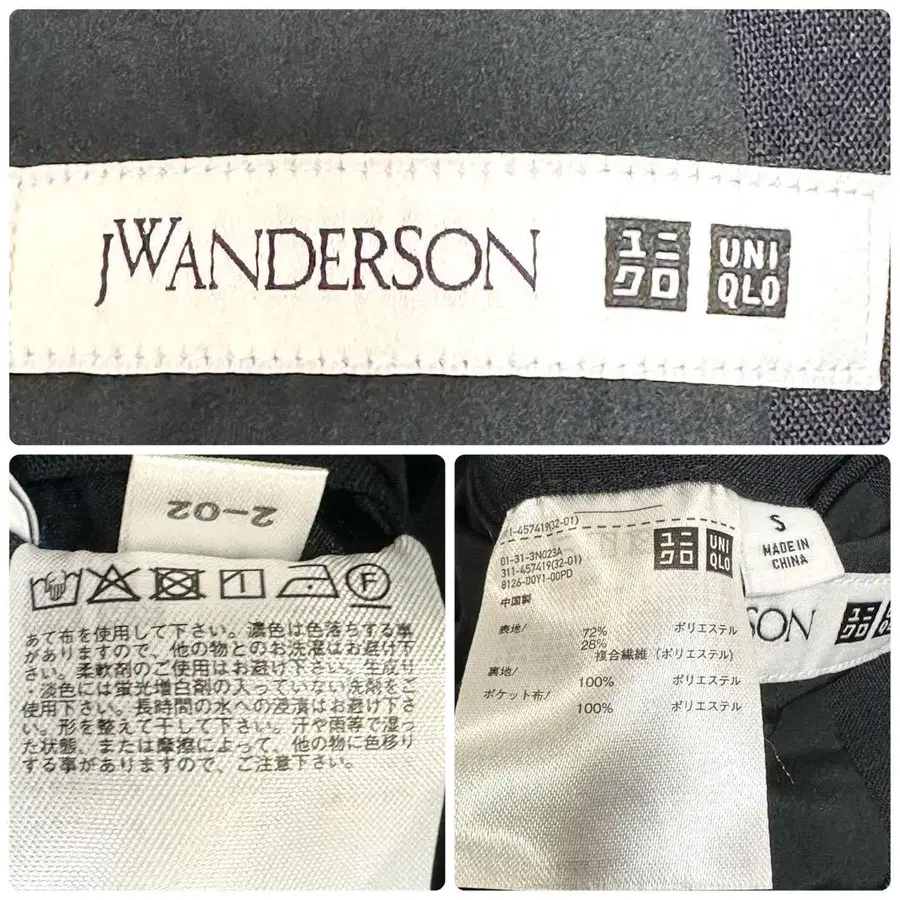 JWANDERSON
ユニ
クロ
UNI
QLO
2-02
F
あて布を使用して下さい。濃色は色落ちする事
がありますので、他の物とのお洗濯はお避け下
さい。柔軟剤のご使用はお避け下さい。生成り
・淡色には蛍光増白剤の入っていない洗剤をご
使用下さい。長時間の水への浸漬はお避け下さ
い。形を整えて干して下さい。汗や雨等で湿っ
た状態、または摩擦によって、他の物に色移り
する事がありますので、ご注意下さい。
01-457419(32-01)
01-31-3N023A
311-457419(32-01)
8126-00Y1-00PD
中国製
ユニ
クロ
UNI
QLO
表地/ 72% ポリエステル
28% 複合繊維(ポリエステル)
裏地/ 100% ポリエステル
ポケット布/ 100% ポリエステル
S
MADE IN
CHINA
SON
ユニ
クロ